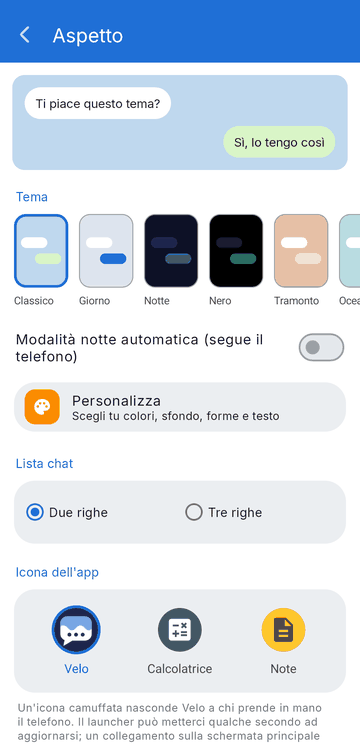 Aspetto
Ti piace questo tema?
Sì, lo tengo così
Tema
Classico Giorno Notte Nero Tramonto Ocea
Modalità notte automatica (segue il
telefono)
Personalizza
Scegli tu colori, sfondo, forme e testo
Lista chat
Due righe Tre righe
Icona dell'app
Velo Calcolatrice Note
Un'icona camuffata nasconde Velo a chi prende in mano
il telefono. Il launcher può metterci qualche secondo ad
aggiornarsi; un collegamento sulla schermata principale